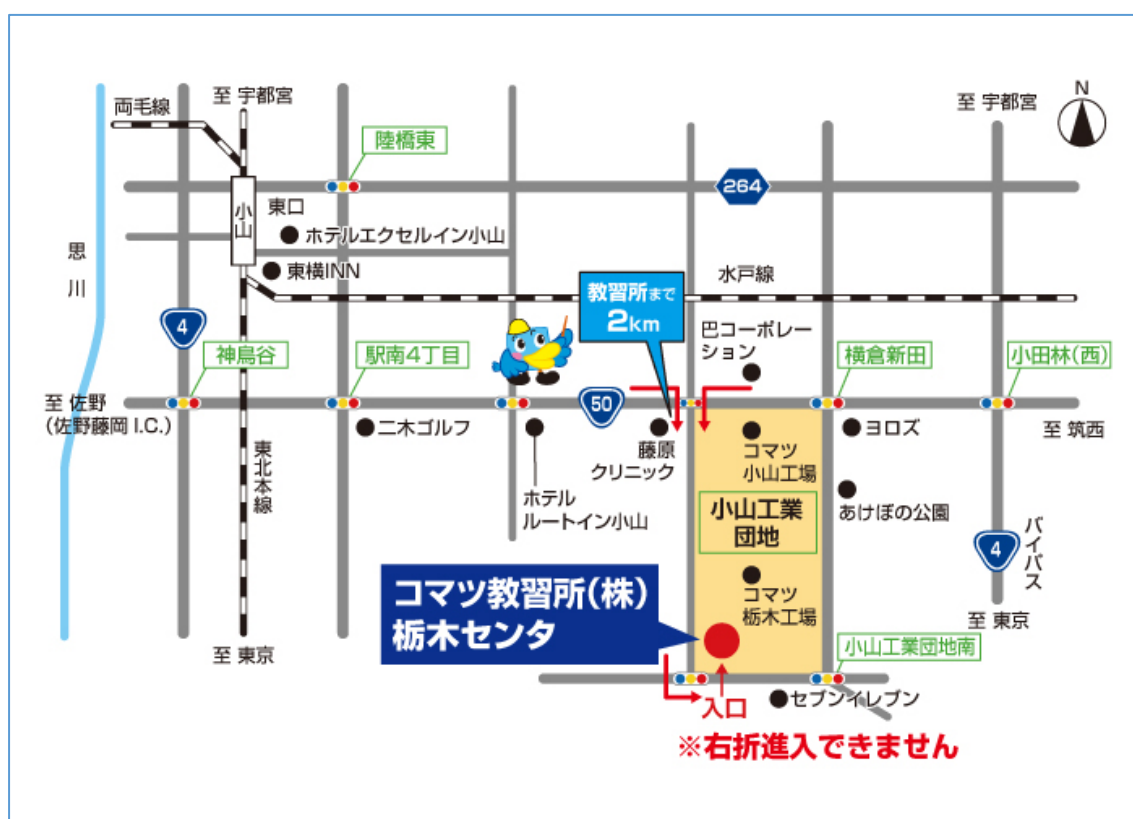 至 宇都宮
両毛線
至 宇都宮
N
陸橋東
264
小山
東口
ホテルエクセルイン小山
思川
東横INN
水戸線
教習所まで
2km
4
巴コーポレー
ション
神鳥谷
駅南4丁目
横倉新田
小田林(西)
至 佐野
(佐野藤岡 I.C.)
50
二木ゴルフ
藤原
クリニック
コマツ
小山工場
ヨロズ
至 筑西
東北本線
ホテル
ルートイン小山
小山工業
団地
あけぼの公園
4
バイパス
コマツ教習所(株)
栃木センタ
コマツ
栃木工場
至 東京
至 東京
小山工業団地南
入口
セブンイレブン
※右折進入できません